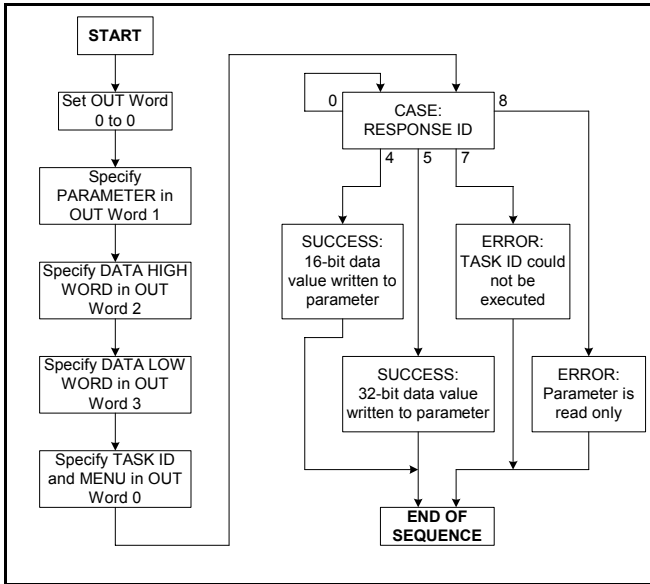 START
Set OUT Word
0 to 0
Specify
PARAMETER in
OUT Word 1
Specify DATA HIGH
WORD in OUT
Word 2
Specify DATA LOW
WORD in OUT
Word 3
Specify TASK ID
and MENU in OUT
Word 0
0
CASE:
RESPONSE ID
8
4
5
7
SUCCESS:
16-bit data
value written to
parameter
ERROR:
TASK ID could
not be
executed
SUCCESS:
32-bit data value
written to parameter
ERROR:
Parameter is
read only
END OF
SEQUENCE